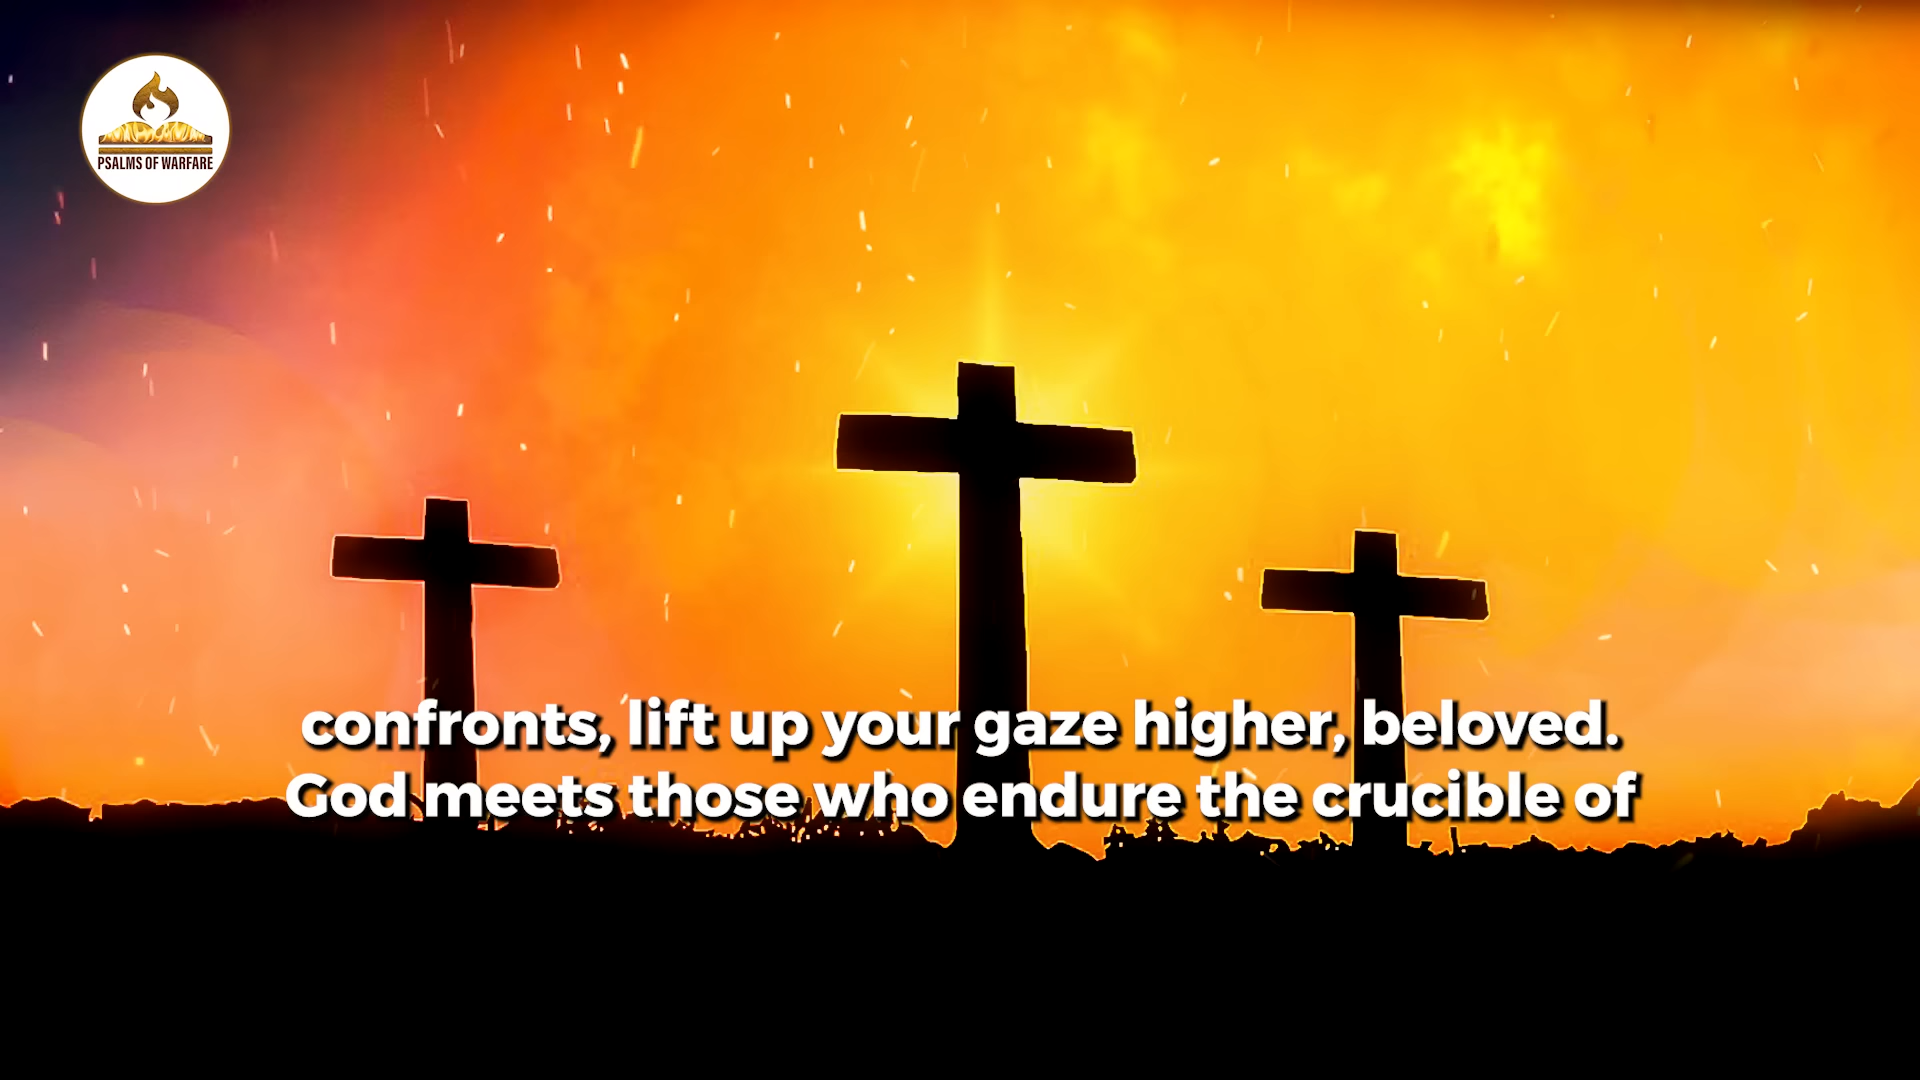 PSALMS OF WARFARE
confronts, lift up your gaze higher, beloved.
God meets those who endure the crucible of